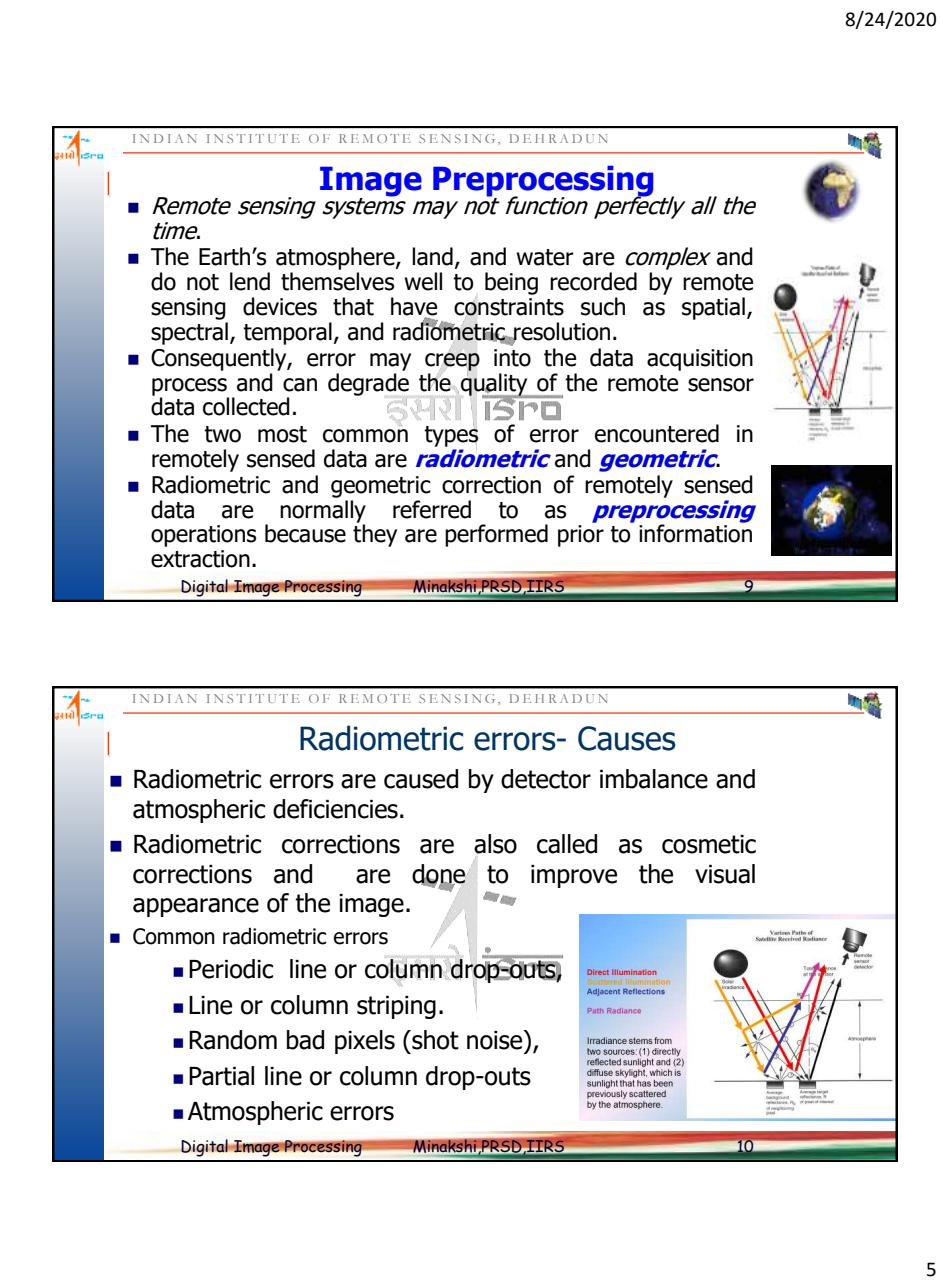 8/24/2020
INDIAN INSTITUTE OF REMOTE SENSING, DEHRADUN
Image Preprocessing
Remote sensing systems may not function perfectly all the
time.
The Earth's atmosphere, land, and water are complex and
do not lend themselves well to being recorded by remote
sensing devices that have constraints such as spatial,
spectral, temporal, and radiometric resolution.
Consequently, error may creep into the data acquisition
process and can degrade the quality of the remote sensor
data collected.
The two most common types of error encountered in
remotely sensed data are radiometric and geometric.
Radiometric and geometric correction of remotely sensed
data are normally referred to as preprocessing
operations because they are performed prior to information
extraction.
इसरो isro
Digital Image Processing Minakshi,PRSD,IIRS 9
INDIAN INSTITUTE OF REMOTE SENSING, DEHRADUN
Radiometric errors- Causes
Radiometric errors are caused by detector imbalance and
atmospheric deficiencies.
Radiometric corrections are also called as cosmetic
corrections and are done to improve the visual
appearance of the image.
Common radiometric errors
Periodic line or column drop-outs,
Line or column striping.
Random bad pixels (shot noise),
Partial line or column drop-outs
Atmospheric errors
Direct Illumination
Scattered Illumination
Adjacent Reflections
Path Radiance
Irradiance stems from
two sources: (1) directly
reflected sunlight and (2)
diffuse skylight, which is
sunlight that has been
previously scattered
by the atmosphere.
Various Paths of
Satellite Received Radiance
Remote
sensor
detector
Solar
irradiance
Atmosphere
Digital Image Processing Minakshi,PRSD,IIRS 10
5